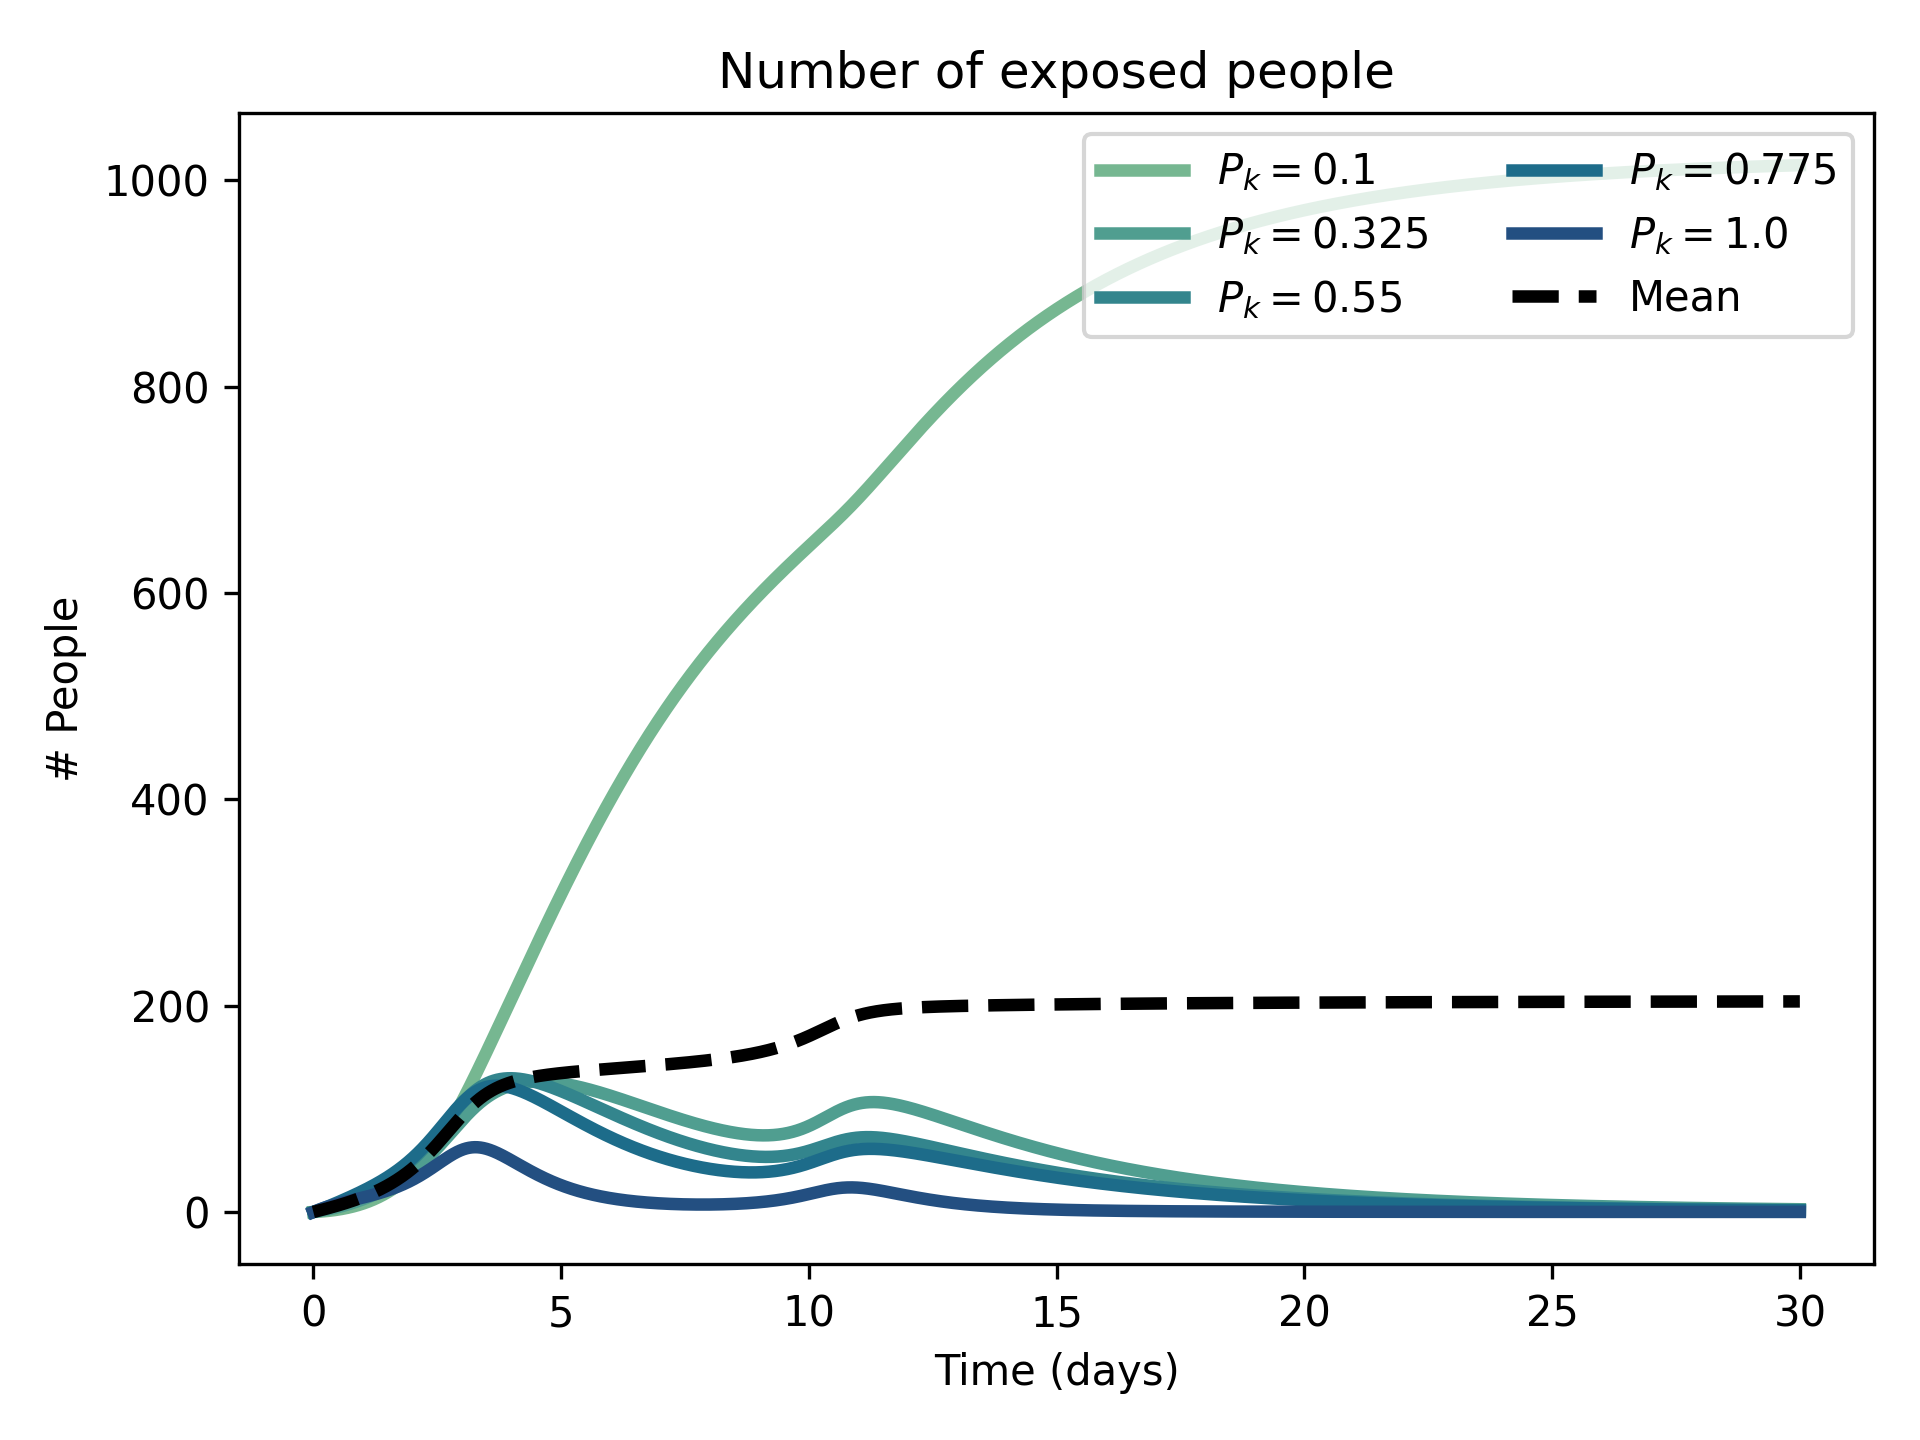 Number of exposed people
# People
1000
800
600
400
200
0
P_k = 0.1
P_k = 0.325
P_k = 0.55
P_k = 0.775
P_k = 1.0
Mean
0 5 10 15 20 25 30
Time (days)